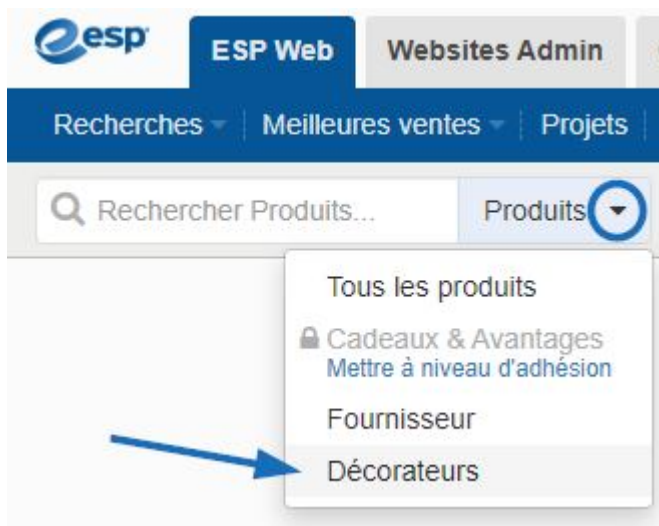 esp
ESP Web
Websites Admin
Recherches
Meilleures ventes
Projets
Rechercher Produits...
Produits
Tous les produits
Cadeaux & Avantages
Mettre à niveau d'adhésion
Fournisseur
Décorateurs